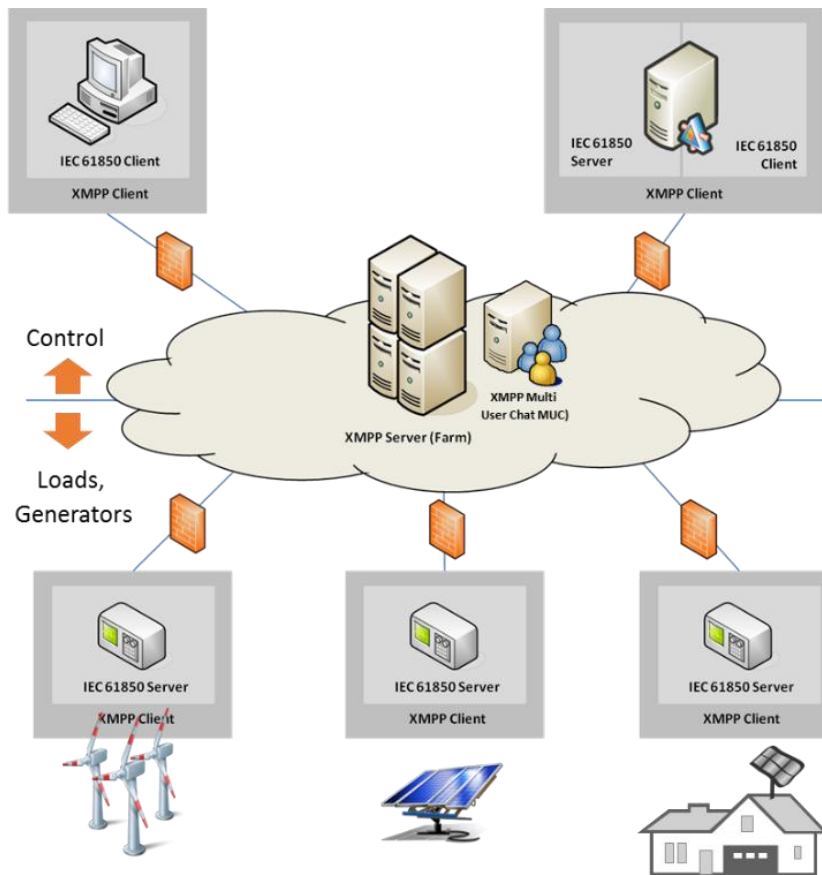 IEC 61850 Client
XMPP Client
IEC 61850
Server
IEC 61850
Client
XMPP Client
Control
XMPP Multi
User Chat MUC)
XMPP Server (Farm)
Loads,
Generators
IEC 61850 Server
XMPP Client
IEC 61850 Server
XMPP Client
IEC 61850 Server
XMPP Client